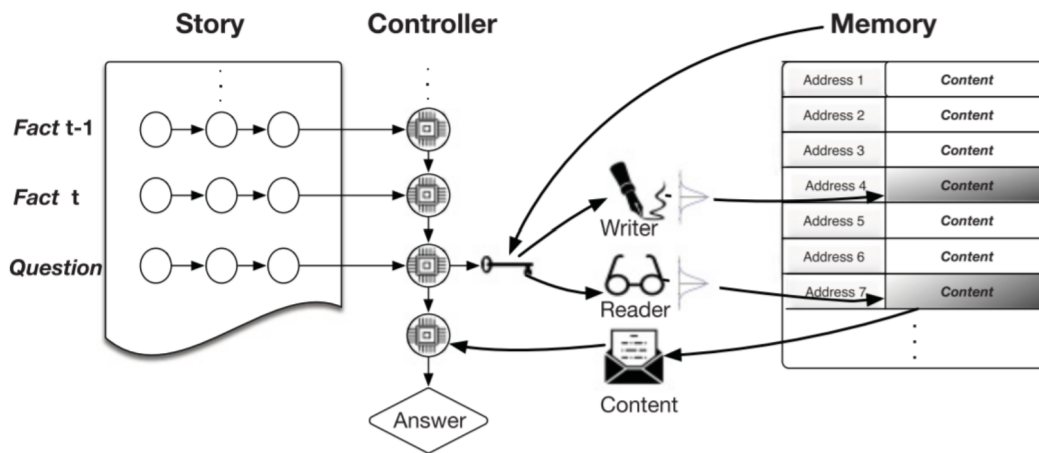 Story
Controller
Memory
Fact t-1
Fact t
Question
Writer
Reader
Content
Answer
Address 1 Content
Address 2 Content
Address 3 Content
Address 4 Content
Address 5 Content
Address 6 Content
Address 7 Content